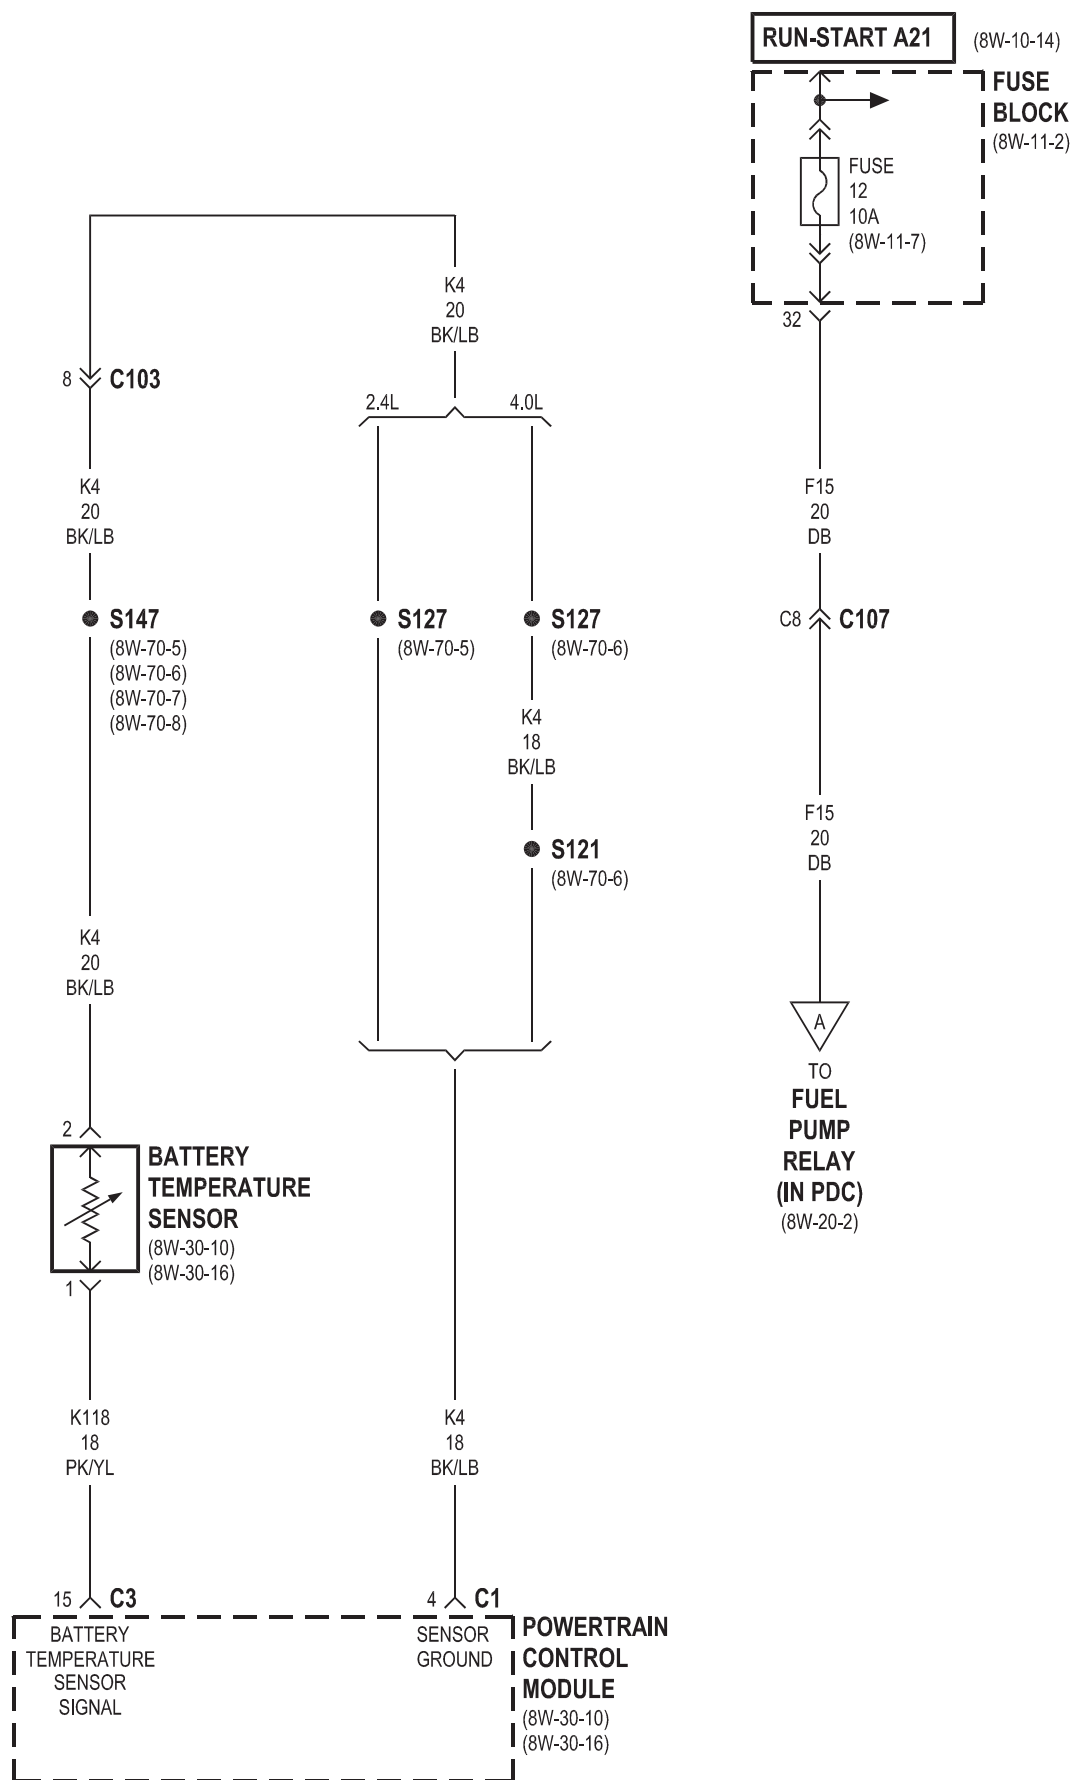 RUN-START A21
(8W-10-14)
FUSE
BLOCK
(8W-11-2)
FUSE
12
10A
(8W-11-7)
32
F15
20
DB
C8
C107
F15
20
DB
A
TO
FUEL
PUMP
RELAY
(IN PDC)
(8W-20-2)
K4
20
BK/LB
8
C103
2.4L
4.0L
K4
20
BK/LB
S147
(8W-70-5)
(8W-70-6)
(8W-70-7)
(8W-70-8)
S127
(8W-70-5)
S127
(8W-70-6)
K4
18
BK/LB
S121
(8W-70-6)
K4
20
BK/LB
2
BATTERY
TEMPERATURE
SENSOR
(8W-30-10)
(8W-30-16)
1
K118
18
PK/YL
K4
18
BK/LB
15
C3
4
C1
BATTERY
TEMPERATURE
SENSOR
SIGNAL
SENSOR
GROUND
POWERTRAIN
CONTROL
MODULE
(8W-30-10)
(8W-30-16)